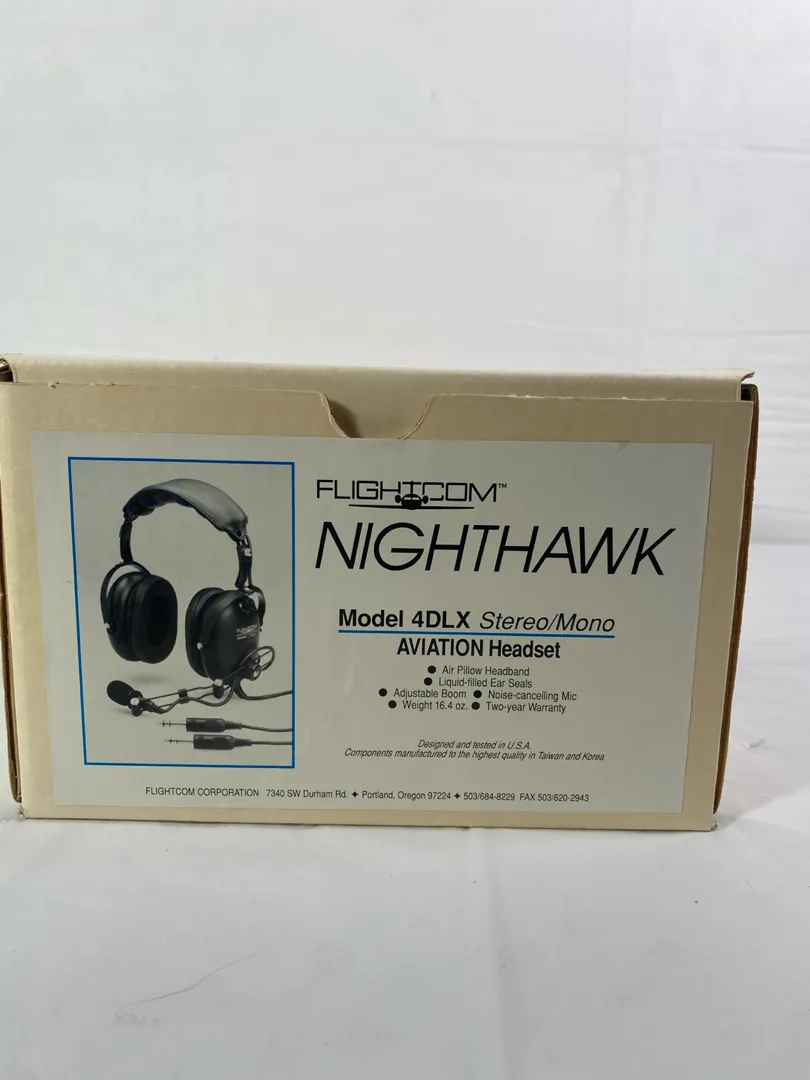 FLIGHTCOM™
NIGHTHAWK
Model 4DLX Stereo/Mono
AVIATION Headset
● Air Pillow Headband
● Liquid-filled Ear Seals
● Adjustable Boom ● Noise-cancelling Mic
● Weight 16.4 oz. ● Two-year Warranty
Designed and tested in U.S.A.
Components manufactured to the highest quality in Taiwan and Korea
FLIGHTCOM CORPORATION 7340 SW Durham Rd. ✦ Portland, Oregon 97224 ✦ 503/684-8229 FAX 503/620-2943